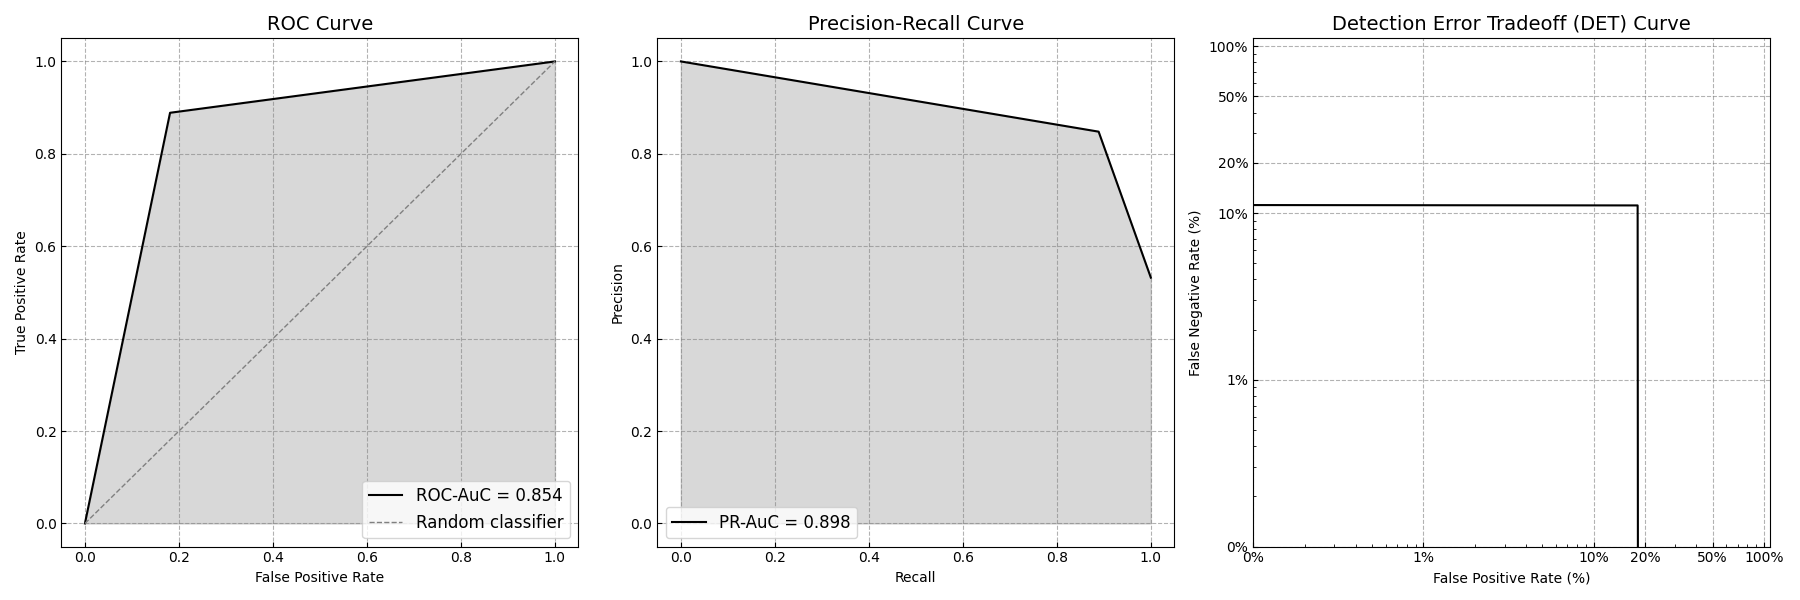 ROC Curve
True Positive Rate
1.0
0.8
0.6
0.4
0.2
0.0
0.0 0.2 0.4 0.6 0.8 1.0
False Positive Rate
ROC-AuC = 0.854
Random classifier
Precision-Recall Curve
Precision
1.0
0.8
0.6
0.4
0.2
0.0
0.0 0.2 0.4 0.6 0.8 1.0
Recall
PR-AuC = 0.898
Detection Error Tradeoff (DET) Curve
False Negative Rate (%)
100%
50%
20%
10%
1%
0%
0% 1% 10% 20% 50% 100%
False Positive Rate (%)